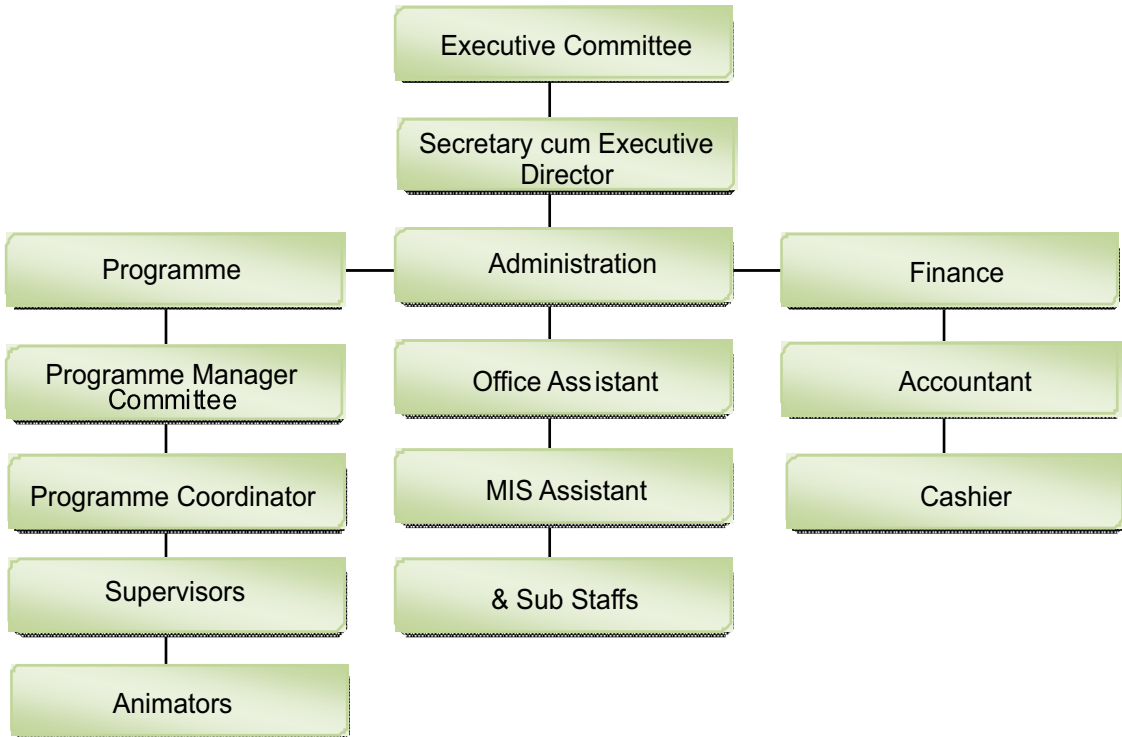 Executive Committee
Secretary cum Executive
Director
Programme
Administration
Finance
Programme Manager
Committee
Office Assistant
Accountant
Programme Coordinator
MIS Assistant
Cashier
Supervisors
& Sub Staffs
Animators